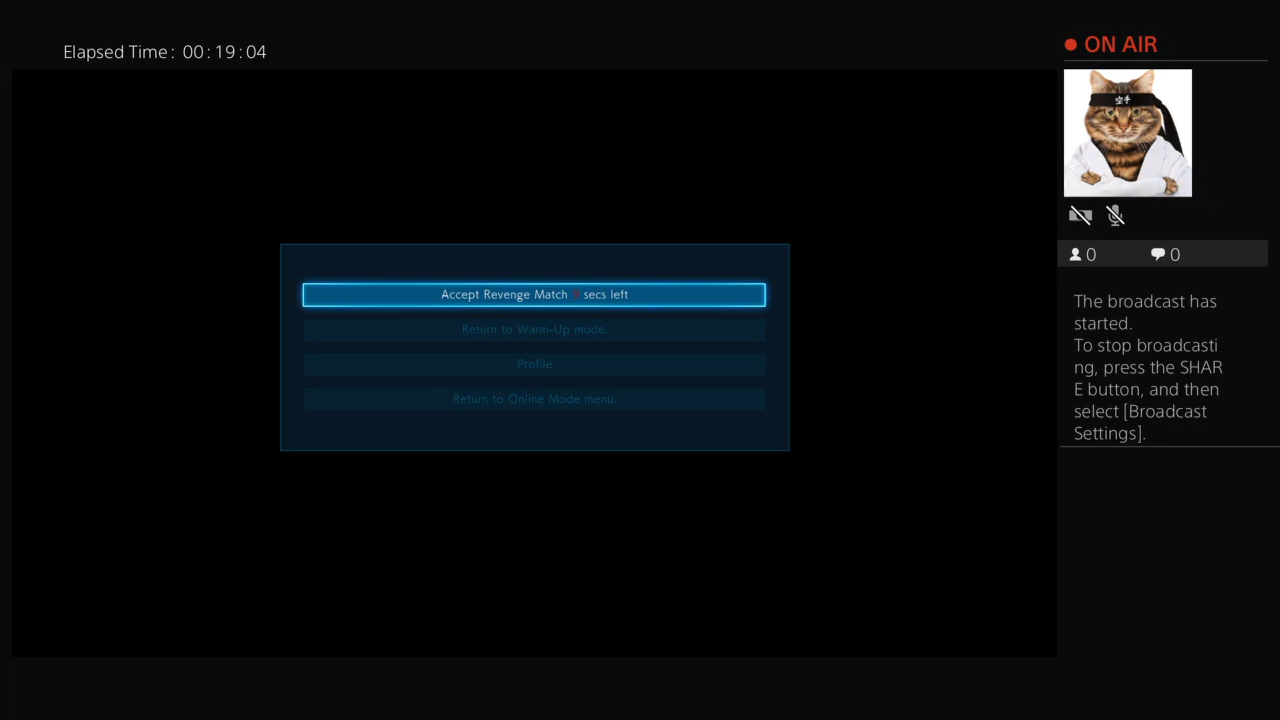 Elapsed Time: 00:19:04
ON AIR
空手
0 0
The broadcast has
started.
To stop broadcasti
ng, press the SHAR
E button, and then
select [Broadcast
Settings].
Accept Revenge Match secs left
Return to Warm-Up mode.
Profile
Return to Online Mode menu.